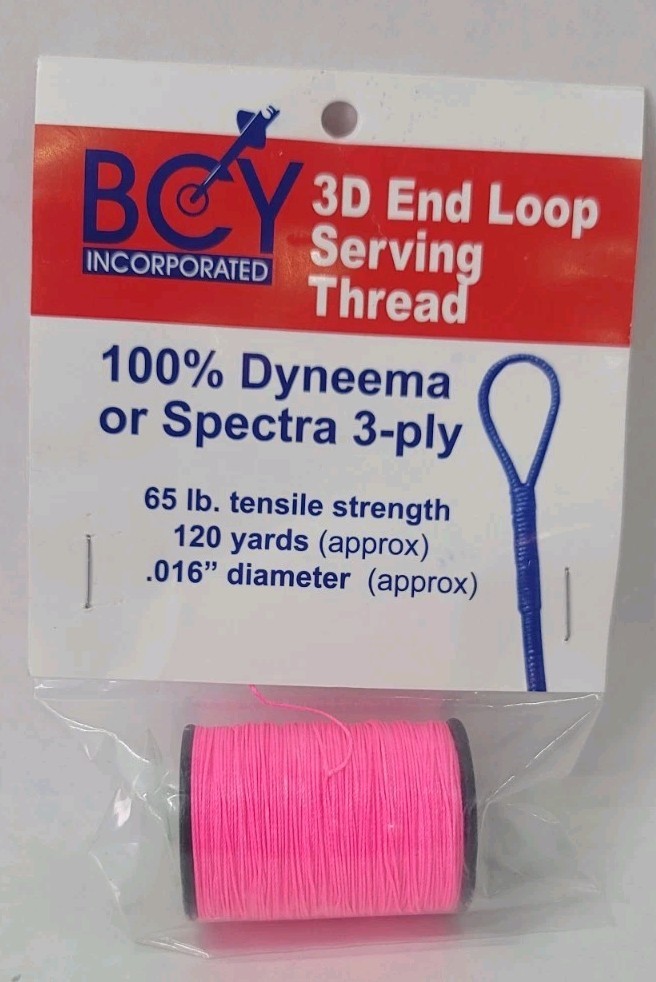 BCY
INCORPORATED
3D End Loop
Serving
Thread
100% Dyneema
or Spectra 3-ply
65 lb. tensile strength
120 yards (approx)
.016” diameter (approx)